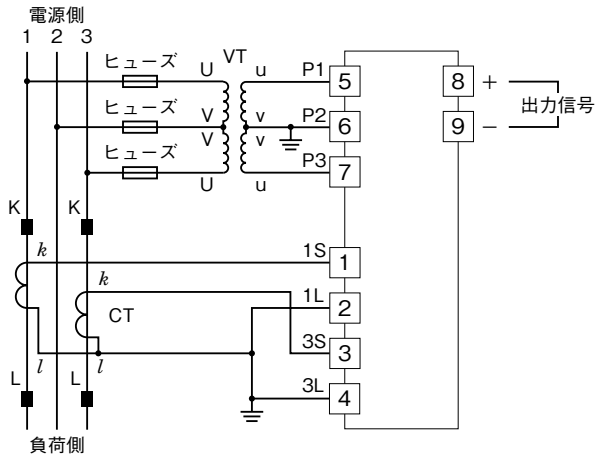 電源側
1 2 3
ヒューズ U VT u P1 5 8 +
ヒューズ V v P2 6 9 −
出力信号
ヒューズ V v P3 7
U u
K K
k 1S 1
k 1L 2
CT 3S 3
l l
L L 3L 4
負荷側